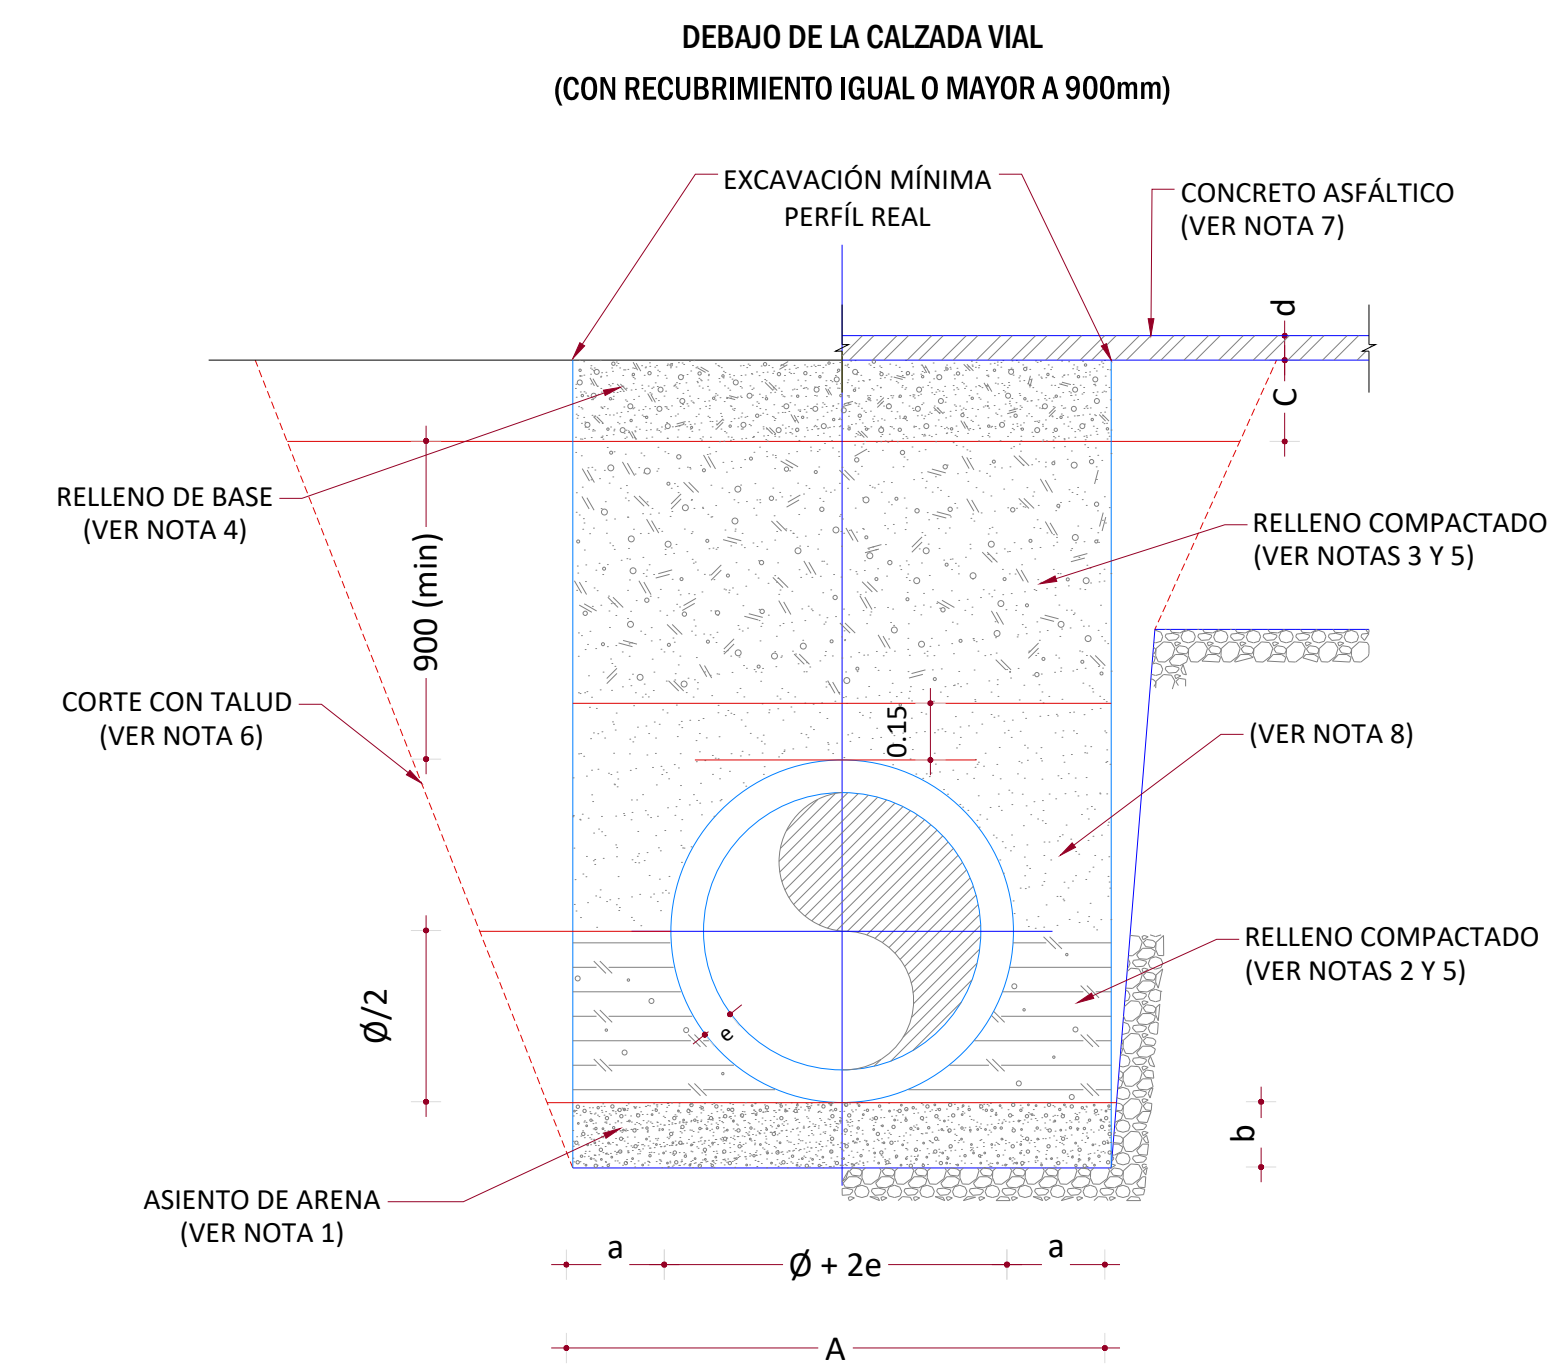 DEBAJO DE LA CALZADA VIAL
(CON RECUBRIMIENTO IGUAL O MAYOR A 900mm)
EXCAVACIÓN MÍNIMA
PERFÍL REAL
CONCRETO ASFÁLTICO
(VER NOTA 7)
d
C
RELLENO DE BASE
(VER NOTA 4)
900 (min)
RELLENO COMPACTADO
(VER NOTAS 3 Y 5)
CORTE CON TALUD
(VER NOTA 6)
0.15
(VER NOTA 8)
RELLENO COMPACTADO
(VER NOTAS 2 Y 5)
Ø/2
e
b
ASIENTO DE ARENA
(VER NOTA 1)
a
Ø + 2e
a
A